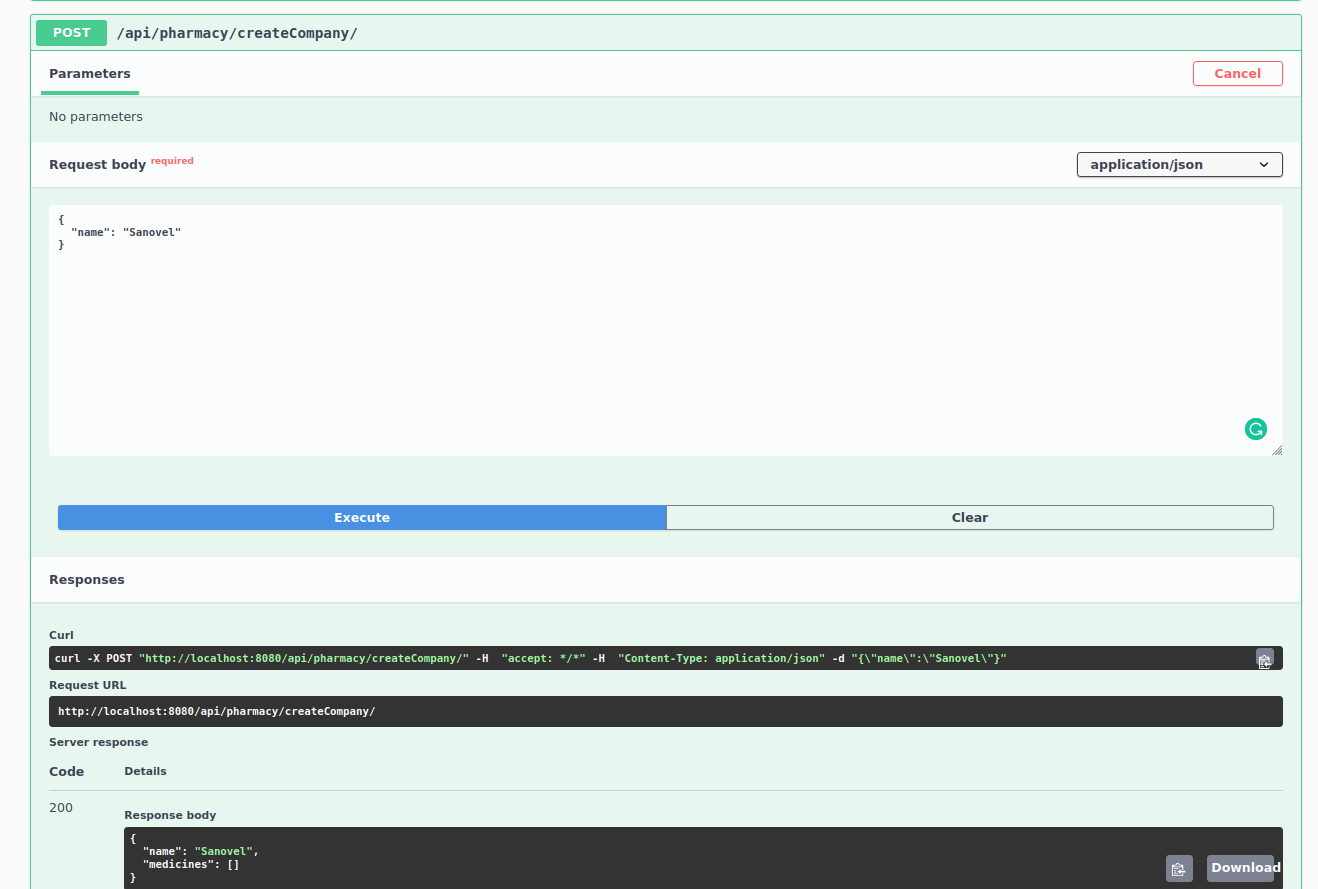 POST /api/pharmacy/createCompany/
Parameters
Cancel
No parameters
Request body required
application/json
{
  "name": "Sanovel"
}
Execute
Clear
Responses
Curl
curl -X POST "http://localhost:8080/api/pharmacy/createCompany/" -H  "accept: */*" -H  "Content-Type: application/json" -d "{\"name\":\"Sanovel\"}"
Request URL
http://localhost:8080/api/pharmacy/createCompany/
Server response
Code Details
200
Response body
{
  "name": "Sanovel",
  "medicines": []
}
Download